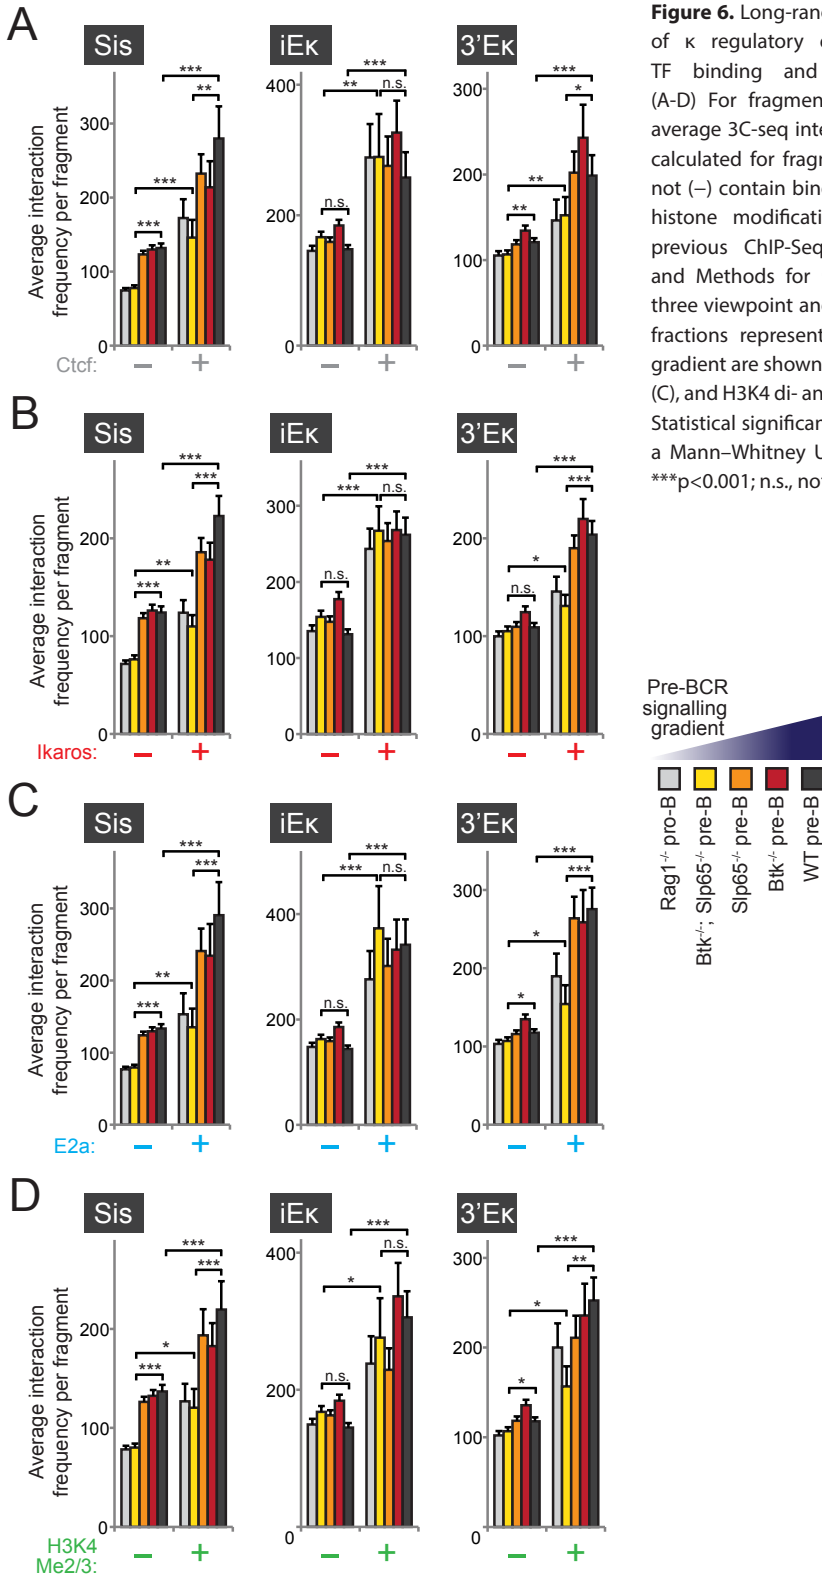 A
Sis
iEκ
3'Eκ
Average interaction
frequency per fragment
300
200
100
0
400
200
0
300
200
100
0
***
**
***
***
***
n.s.
**
n.s.
***
*
**
**
Ctcf:
−
+
−
+
−
+
B
Sis
iEκ
3'Eκ
Average interaction
frequency per fragment
200
100
0
300
200
100
0
200
100
0
***
***
**
***
***
n.s.
***
n.s.
***
***
*
n.s.
Ikaros:
−
+
−
+
−
+
C
Sis
iEκ
3'Eκ
Average interaction
frequency per fragment
300
200
100
0
400
200
0
300
200
100
0
***
***
**
***
***
n.s.
***
n.s.
***
***
*
*
E2a:
−
+
−
+
−
+
D
Sis
iEκ
3'Eκ
Average interaction
frequency per fragment
200
100
0
400
200
0
300
200
100
0
***
***
*
***
***
n.s.
*
n.s.
***
**
*
*
H3K4
Me2/3:
−
+
−
+
−
+
Figure 6. Long-ran
of κ regulatory
TF binding and
(A-D) For fragmen
average 3C-seq inte
calculated for fragr
not (−) contain bin
histone modificati
previous ChIP-Seq
and Methods for
three viewpoint an
fractions represent
gradient are shown
(C), and H3K4 di- an
Statistical significan
a Mann–Whitney U
***p<0.001; n.s., no
Pre-BCR
signalling
gradient
Rag1-/- pro-B
Btk-/-; Slp65-/- pre-B
Slp65-/- pre-B
Btk-/- pre-B
WT pre-B